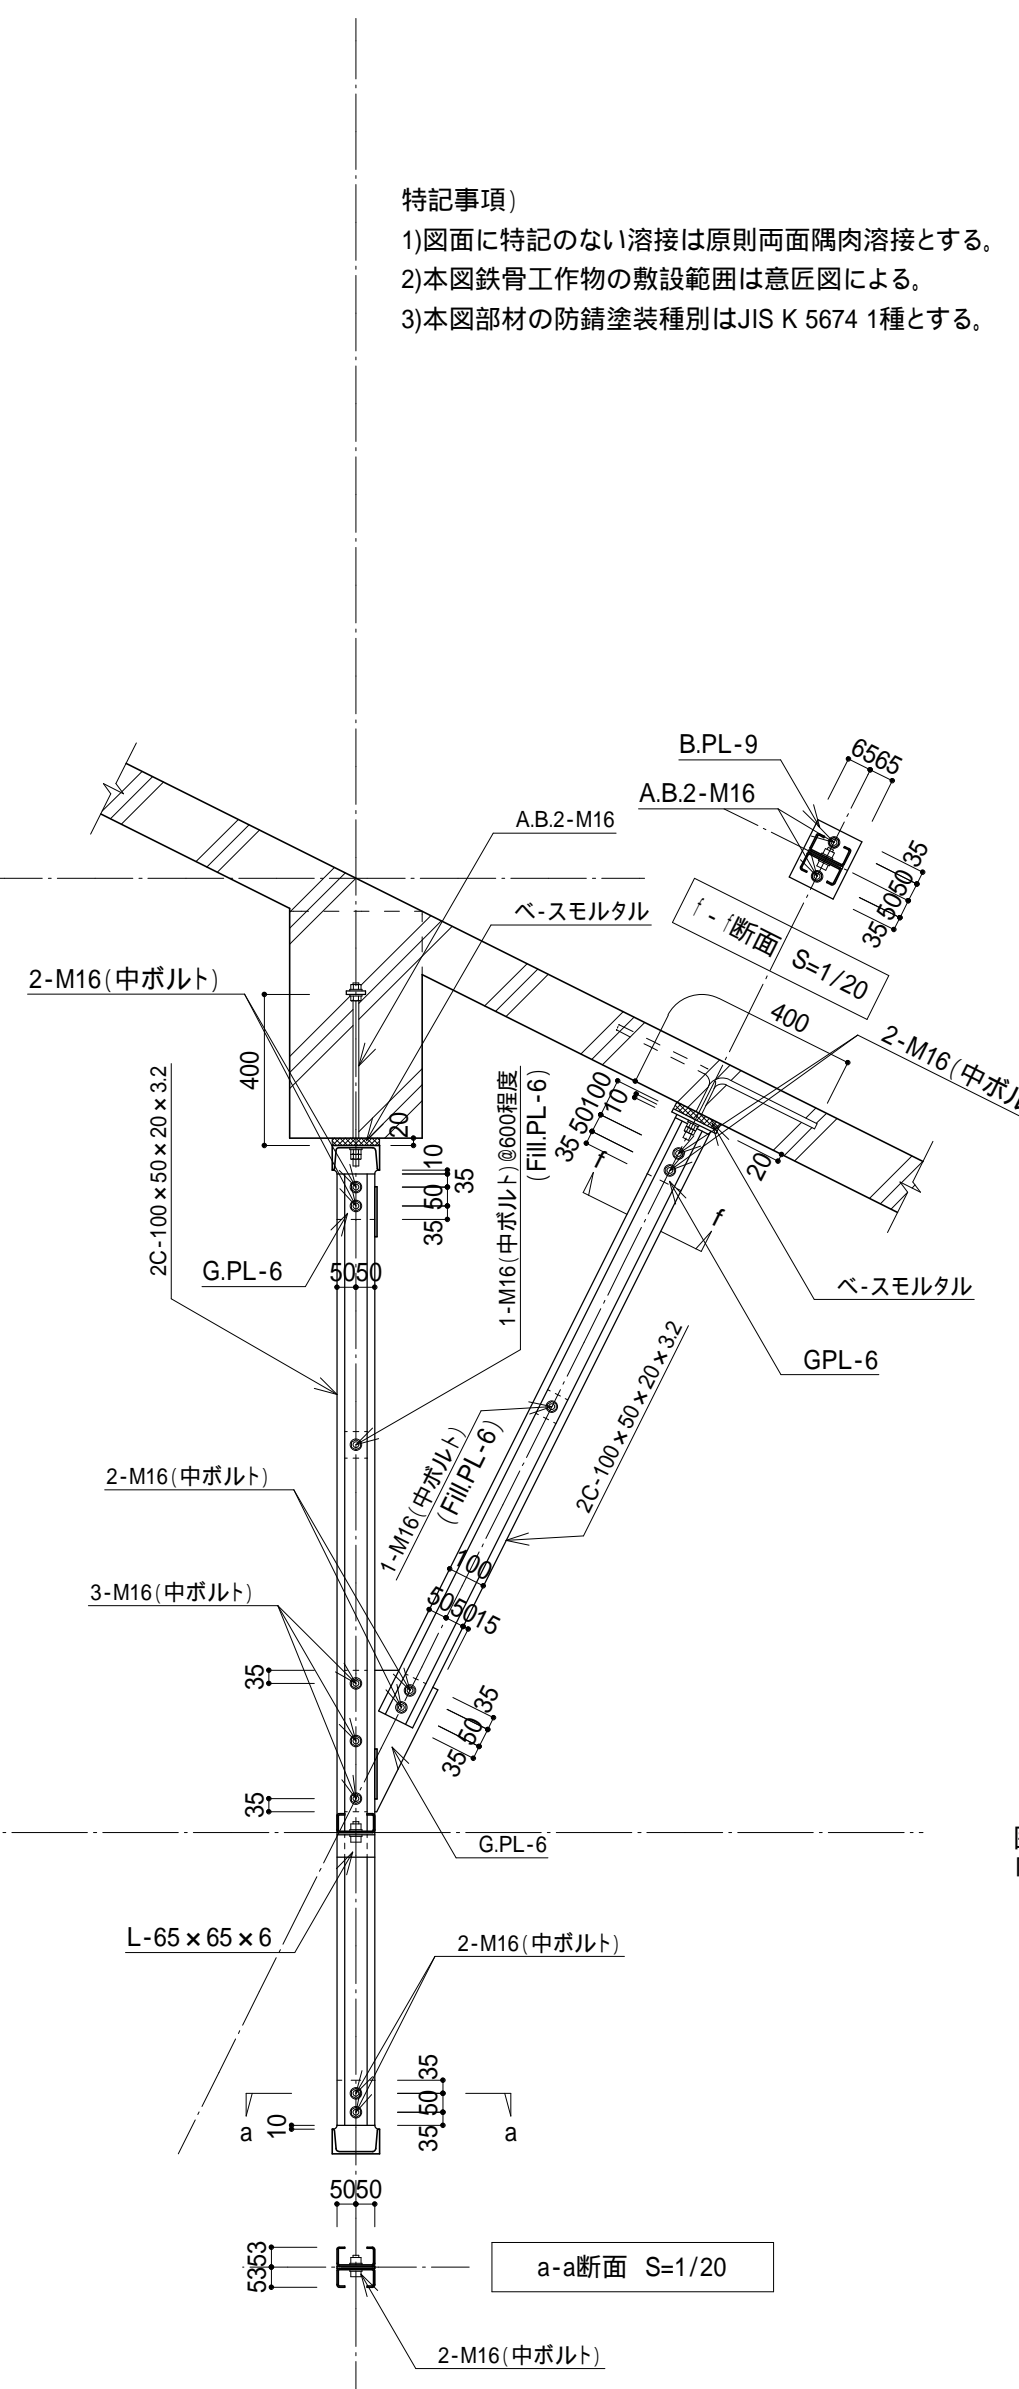 特記事項)
1)図面に特記のない溶接は原則両面隅肉溶接とする。
2)本図鉄骨工作物の敷設範囲は意匠図による。
3)本図部材の防錆塗装種別はJIS K 5674 1種とする。
B.PL-9
6565
A.B.2-M16
A.B.2-M16
35
50
50
35
ベ-スモルタル
f - f断面 S=1/20
2-M16(中ボルト)
400
400
2-M16(中ボル
2C-100×50×20×3.2
20
1-M16(中ボルト)@600程度
(Fill.PL-6)
100
10
50
35
20
f
f
10
35
50
35
G.PL-6
5050
ベ-スモルタル
GPL-6
2C-100×50×20×3.2
1-M16(中ボルト)
(Fill.PL-6)
2-M16(中ボルト)
100
505015
3-M16(中ボルト)
35
35
50
35
35
G.PL-6
L-65×65×6
2-M16(中ボルト)
35
50
35
a
10
a
5050
5353
a-a断面 S=1/20
2-M16(中ボルト)